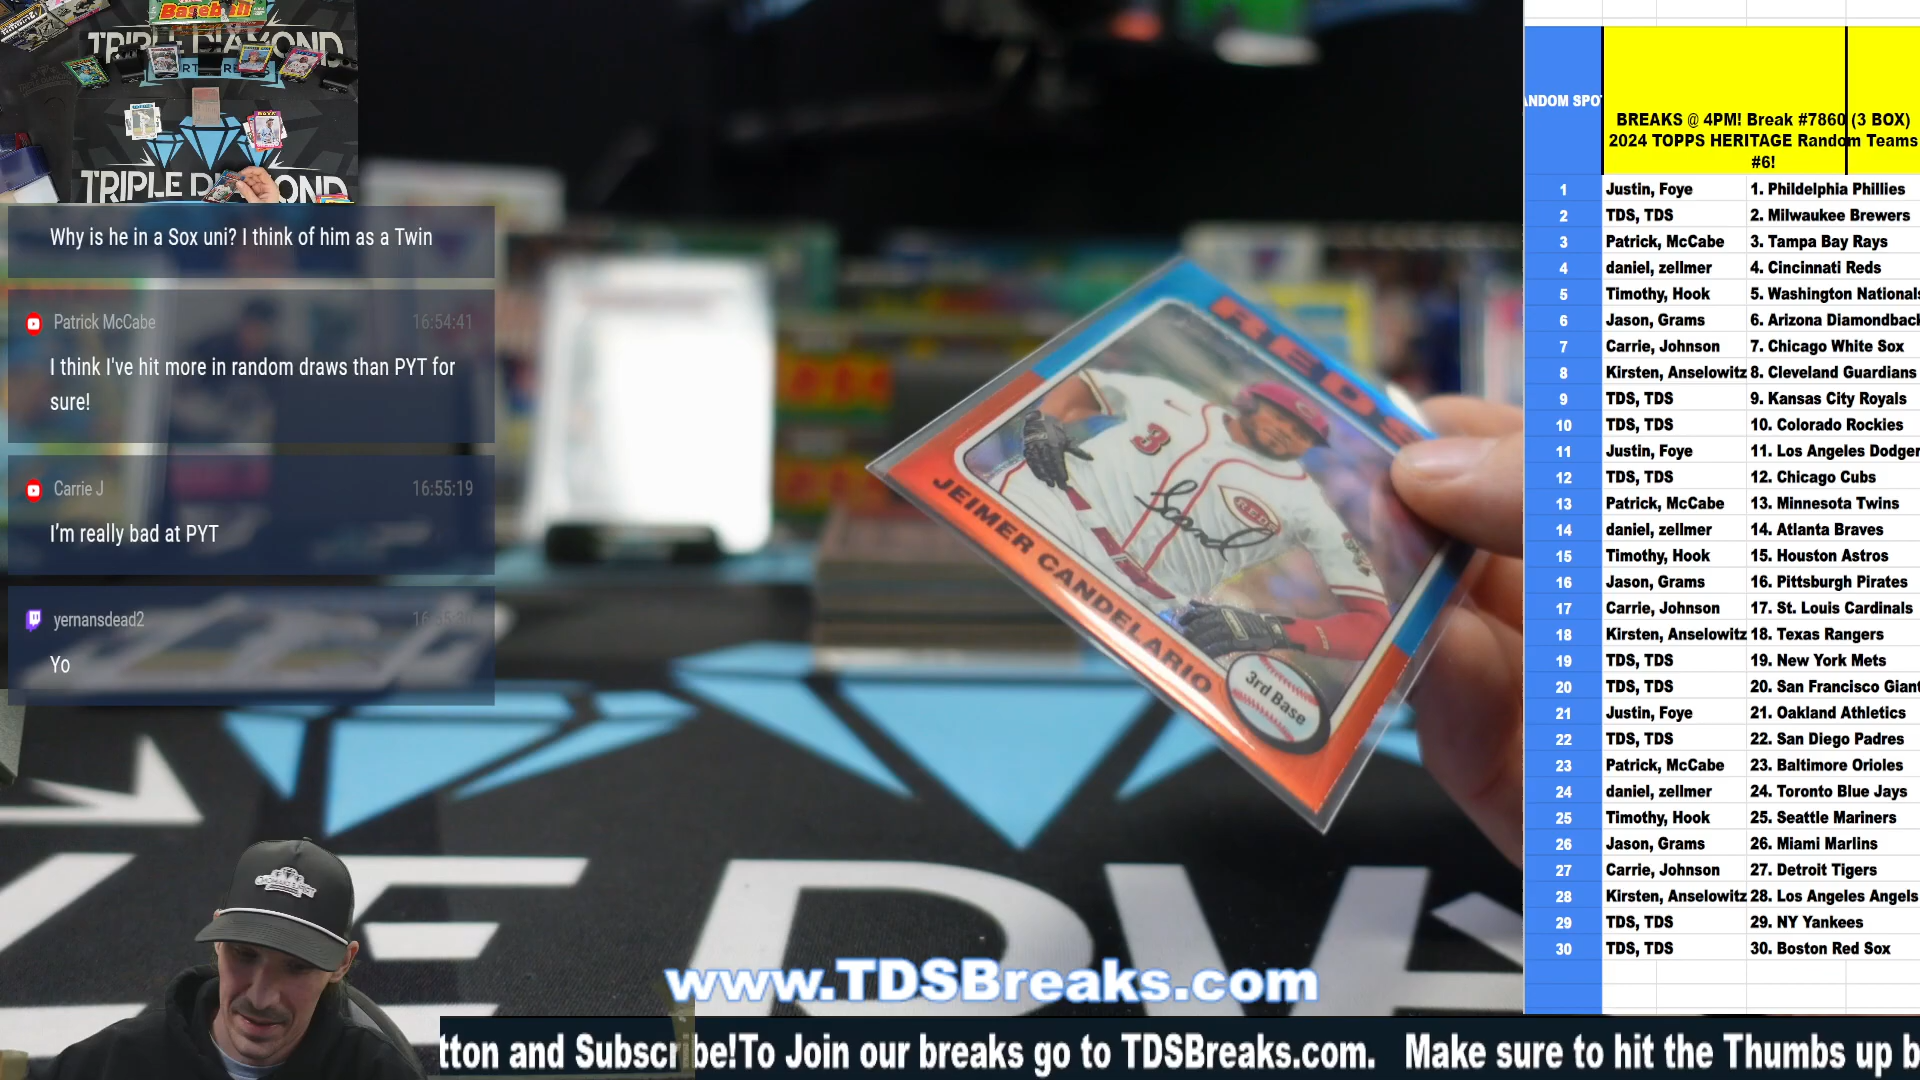 Baseball
TRIPLE DIAMOND
TRIPLE DIAMOND
Why is he in a Sox uni? I think of him as a Twin
Patrick McCabe 16:54:41
I think I've hit more in random draws than PYT for
sure!
Carrie J 16:55:19
I'm really bad at PYT
yernansdead2
Yo
REDS
3
REDS
JEIMER CANDELARIO
3rd Base
www.TDSBreaks.com
tton and Subscribe!To Join our breaks go to TDSBreaks.com. Make sure to hit the Thumbs up b
ANDOM SPO
BREAKS @ 4PM! Break #7860 (3 BOX)
2024 TOPPS HERITAGE Random Teams
#6!
1 Justin, Foye 1. Phildelphia Phillies
2 TDS, TDS 2. Milwaukee Brewers
3 Patrick, McCabe 3. Tampa Bay Rays
4 daniel, zellmer 4. Cincinnati Reds
5 Timothy, Hook 5. Washington Nationals
6 Jason, Grams 6. Arizona Diamondback
7 Carrie, Johnson 7. Chicago White Sox
8 Kirsten, Anselowitz 8. Cleveland Guardians
9 TDS, TDS 9. Kansas City Royals
10 TDS, TDS 10. Colorado Rockies
11 Justin, Foye 11. Los Angeles Dodger
12 TDS, TDS 12. Chicago Cubs
13 Patrick, McCabe 13. Minnesota Twins
14 daniel, zellmer 14. Atlanta Braves
15 Timothy, Hook 15. Houston Astros
16 Jason, Grams 16. Pittsburgh Pirates
17 Carrie, Johnson 17. St. Louis Cardinals
18 Kirsten, Anselowitz 18. Texas Rangers
19 TDS, TDS 19. New York Mets
20 TDS, TDS 20. San Francisco Giant
21 Justin, Foye 21. Oakland Athletics
22 TDS, TDS 22. San Diego Padres
23 Patrick, McCabe 23. Baltimore Orioles
24 daniel, zellmer 24. Toronto Blue Jays
25 Timothy, Hook 25. Seattle Mariners
26 Jason, Grams 26. Miami Marlins
27 Carrie, Johnson 27. Detroit Tigers
28 Kirsten, Anselowitz 28. Los Angeles Angels
29 TDS, TDS 29. NY Yankees
30 TDS, TDS 30. Boston Red Sox